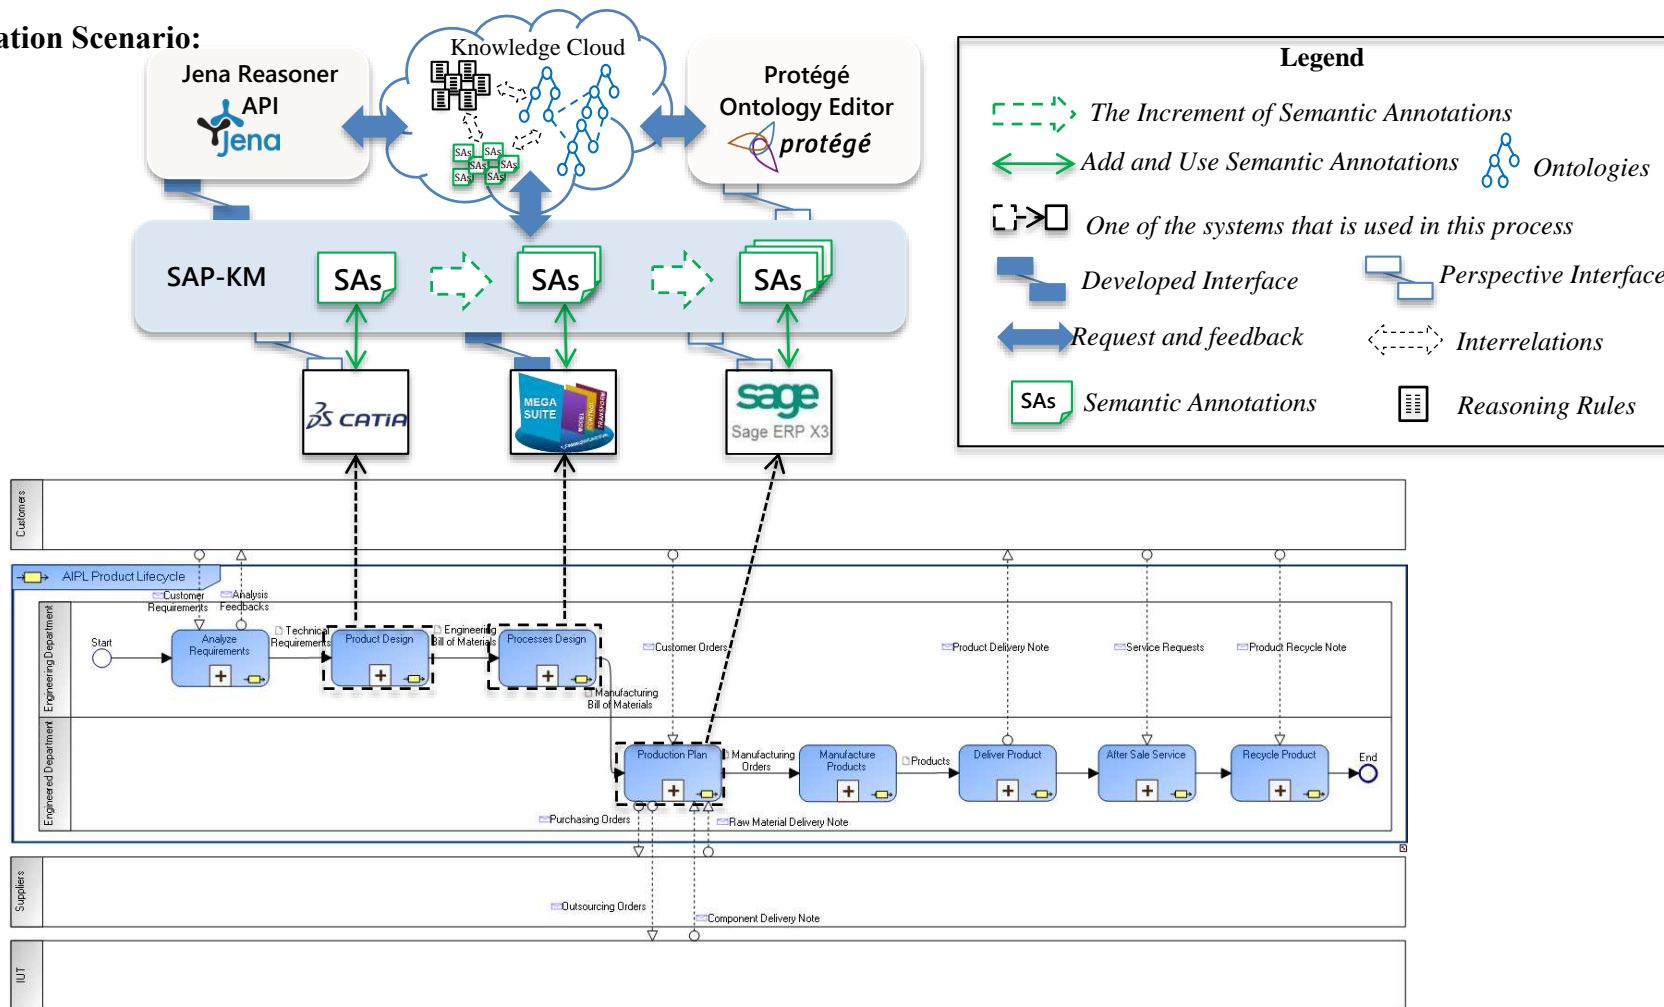 ation Scenario:
Knowledge Cloud
Jena Reasoner
API
Jena
Protégé
Ontology Editor
protégé
SAs
SAs
SAs
SAs
SAs
SAs
SAP-KM
SAs
SAs
SAs
Legend
The Increment of Semantic Annotations
Add and Use Semantic Annotations
Ontologies
One of the systems that is used in this process
Developed Interface
Perspective Interface
Request and feedback
Interrelations
SAs
Semantic Annotations
Reasoning Rules
3S CATIA
MEGA
SUITE
MODEL
CONTROL
TRANSFORM
sage
Sage ERP X3
Customers
AIPL Product Lifecycle
Customer
Requirements
Analysis
Feedbacks
Engineering Department
Start
Analyze
Requirements
Technical
Requirements
Product Design
Engineering
Bill of Materials
Processes Design
Manufacturing
Bill of Materials
Customer Orders
Product Delivery Note
Service Requests
Product Recycle Note
Engineered Department
Production Plan
Manufacturing
Orders
Manufacture
Products
Products
Deliver Product
After Sale Service
Recycle Product
End
Purchasing Orders
Raw Material Delivery Note
Suppliers
Outsourcing Orders
Component Delivery Note
IUT